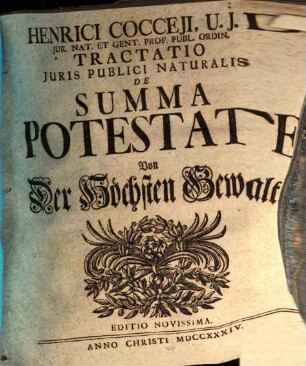 HENRICI COCCEJI, U. J.
JUR. NAT. ET GENT. PROF. PUBL. ORDIN.
TRACTATIO
JURIS PUBLICI NATURALIS
DE
SUMMA
POTESTATE
Von
Der Höchsten Gewalt
EDITIO NOVISSIMA.
ANNO CHRISTI MDCCXXXIV.